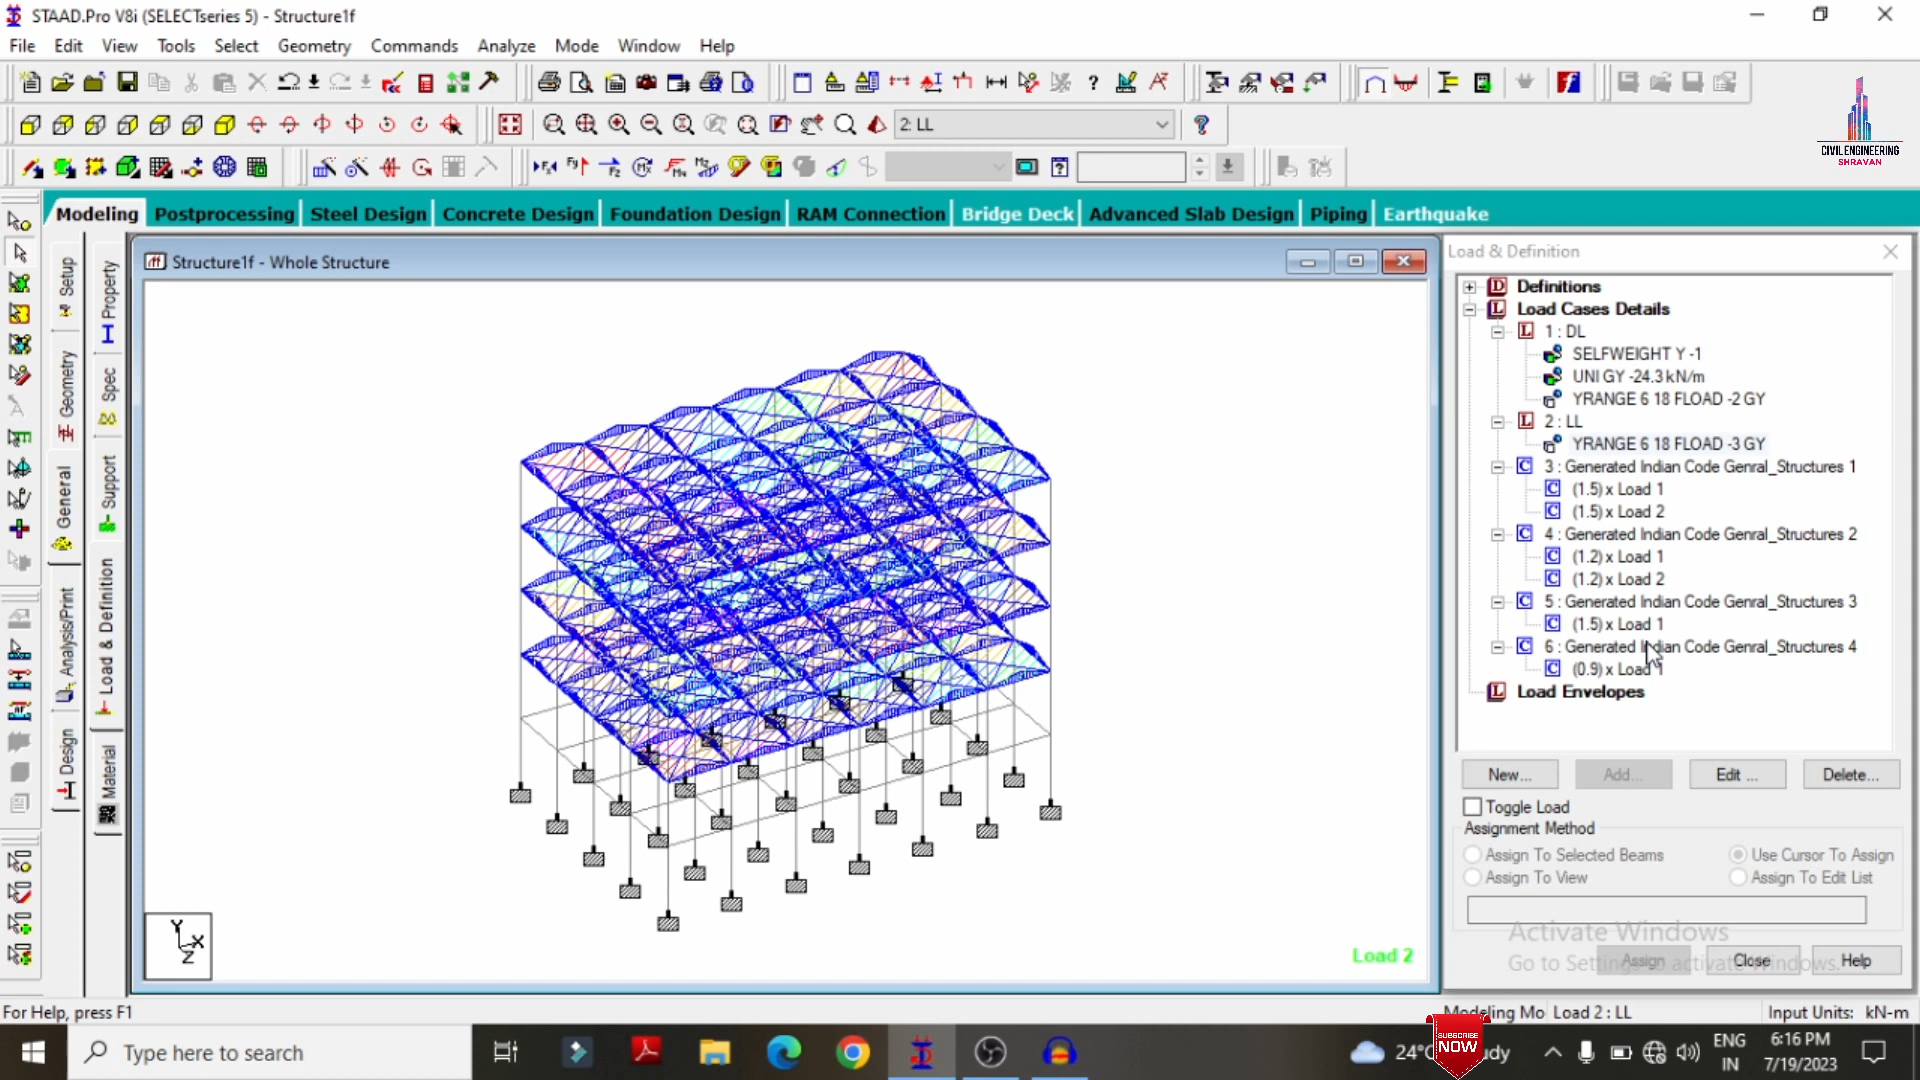 STAAD.Pro V8i (SELECTseries 5) - Structure1f
File Edit View Tools Select Geometry Commands Analyze Mode Window Help
2: LL
CIVIL ENGINEERING
SHRAVAN
Modeling Postprocessing Steel Design Concrete Design Foundation Design RAM Connection Bridge Deck Advanced Slab Design Piping Earthquake
Setup
Geometry
General
Analysis/Print
Design
Property
Spec
Support
Load & Definition
Material
Structure1f - Whole Structure
Y
X
Z
Load 2
Load & Definition
Definitions
Load Cases Details
1 : DL
SELFWEIGHT Y -1
UNI GY -24.3 kN/m
YRANGE 6 18 FLOAD -2 GY
2 : LL
YRANGE 6 18 FLOAD -3 GY
3 : Generated Indian Code Genral_Structures 1
(1.5) x Load 1
(1.5) x Load 2
4 : Generated Indian Code Genral_Structures 2
(1.2) x Load 1
(1.2) x Load 2
5 : Generated Indian Code Genral_Structures 3
(1.5) x Load 1
6 : Generated Indian Code Genral_Structures 4
(0.9) x Load 1
Load Envelopes
New... Add... Edit ... Delete...
Toggle Load
Assignment Method
Assign To Selected Beams Use Cursor To Assign
Assign To View Assign To Edit List
Activate Windows
Go to Settings to activate Windows.
Assign Close Help
For Help, press F1
Modeling Mo Load 2 : LL Input Units: kN-m
Type here to search
24°C
SUBSCRIBE
NOW
ENG
IN
6:16 PM
7/19/2023